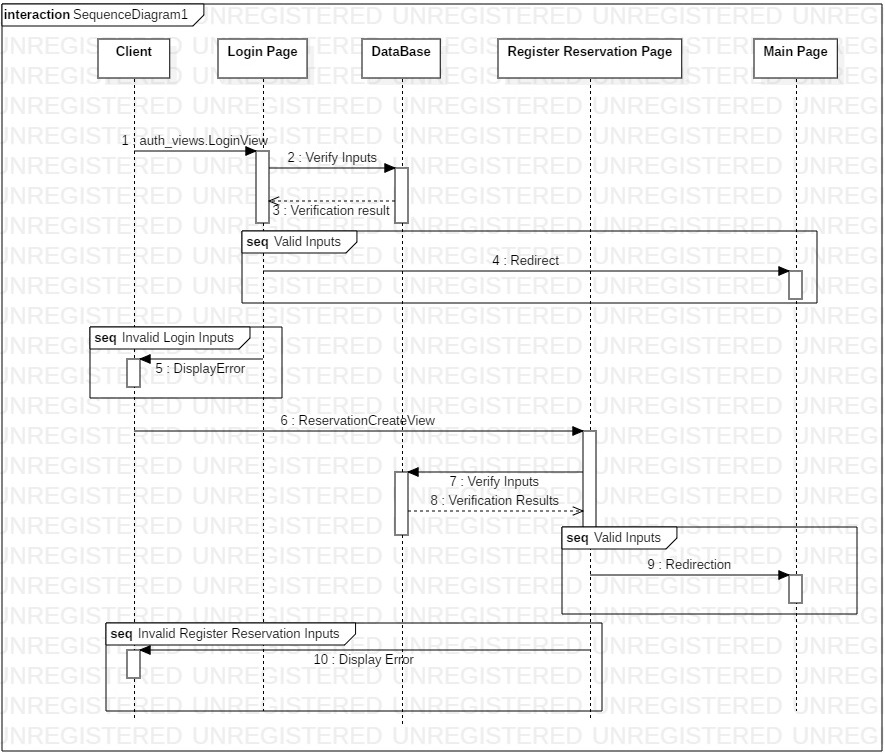 interaction SequenceDiagram1
Client
Login Page
DataBase
Register Reservation Page
Main Page
1 : auth_views.LoginView
2 : Verify Inputs
3 : Verification result
seq Valid Inputs
4 : Redirect
seq Invalid Login Inputs
5 : DisplayError
6 : ReservationCreateView
7 : Verify Inputs
8 : Verification Results
seq Valid Inputs
9 : Redirection
seq Invalid Register Reservation Inputs
10 : Display Error
UNREGISTERED